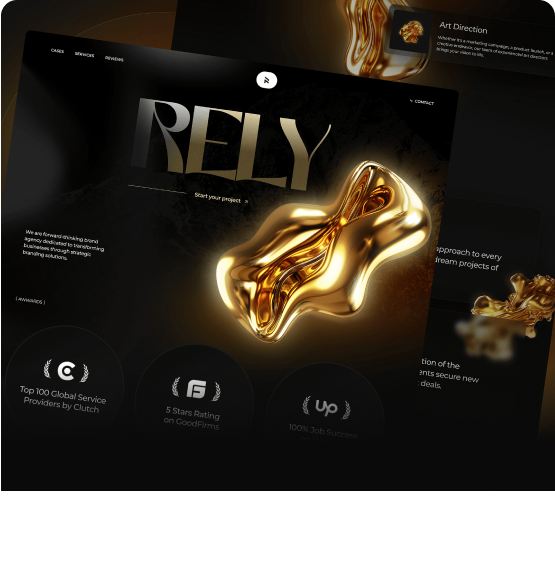 Art Direction
Whether it's a marketing campaign, a product launch, or a
creative endeavor, our team of experienced art directors
brings your vision to life.
CASES
SERVICES
REVIEWS
CONTACT
RELY
Start your project
We are forward-thinking brand
agency dedicated to transforming
businesses through strategic
branding solutions.
[ AWARDS ]
approach to every
dream projects of
tion of the
ents secure new
deals.
Top 100 Global Service
Providers by Clutch
5 Stars Rating
on GoodFirms
up
100% Job Success